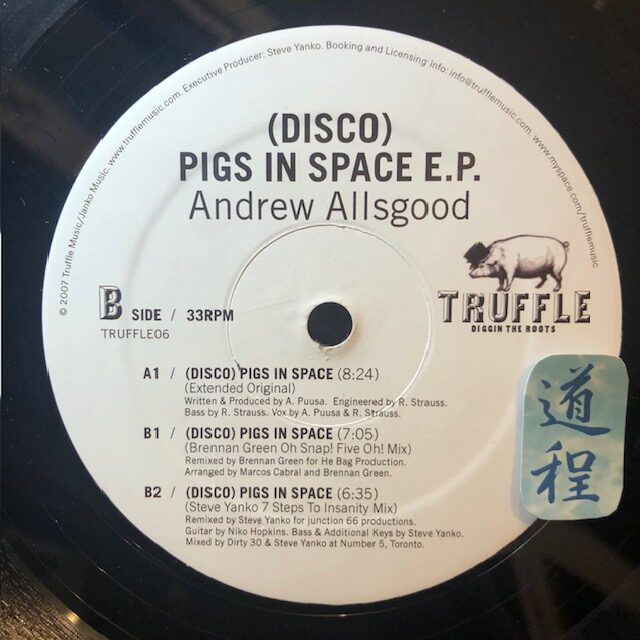 © 2007 Truffle Music/Janko Music. www.trufflemusic.com. Executive Producer: Steve Yanko. Booking and Licensing Info: info@trufflemusic.com. www.myspace.com/trufflemusic
(DISCO)
PIGS IN SPACE E.P.
Andrew Allsgood
B SIDE / 33RPM
TRUFFLE06
TRUFFLE
DIGGIN THE ROOTS
A1 / (DISCO) PIGS IN SPACE (8:24)
(Extended Original)
Written & Produced by A. Puusa. Engineered by R. Strauss.
Bass by R. Strauss. Vox by A. Puusa & R. Strauss.
B1 / (DISCO) PIGS IN SPACE (7:05)
(Brennan Green Oh Snap! Five Oh! Mix)
Remixed by Brennan Green for He Bag Production.
Arranged by Marcos Cabral and Brennan Green.
B2 / (DISCO) PIGS IN SPACE (6:35)
(Steve Yanko 7 Steps To Insanity Mix)
Remixed by Steve Yanko for junction 66 productions.
Guitar by Niko Hopkins. Bass & Additional Keys by Steve Yanko.
Mixed by Dirty 30 & Steve Yanko at Number 5, Toronto.
道程